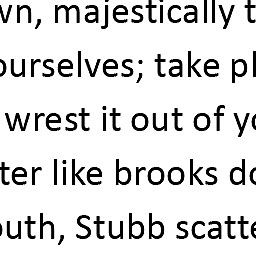 wn, majestically t
ourselves; take pl
wrest it out of yo
ter like brooks do
outh, Stubb scatte